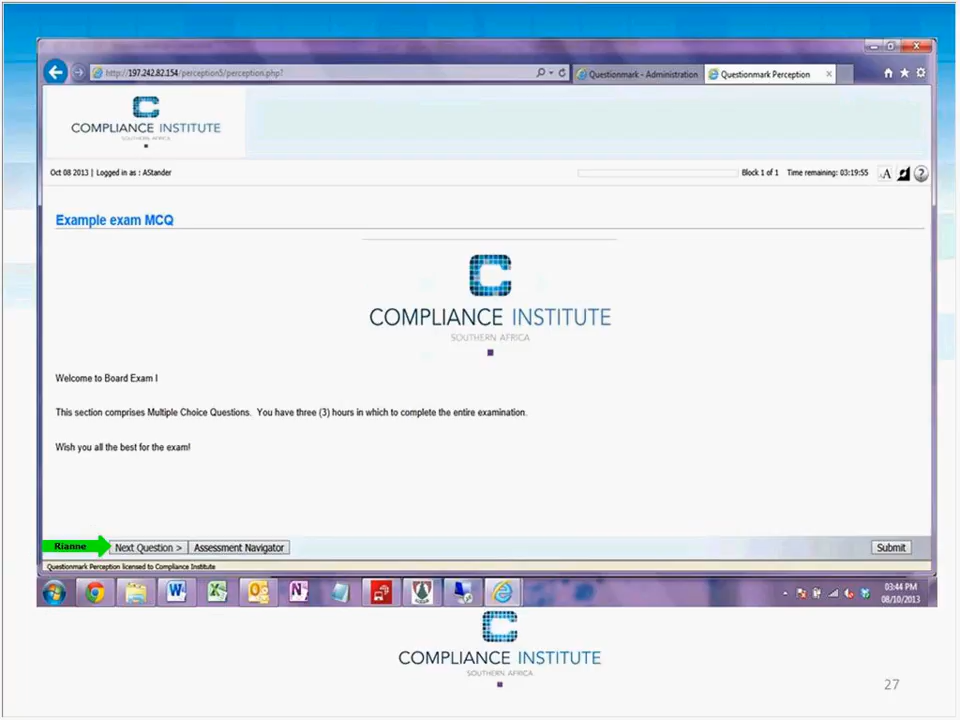 http://197.242.82.154/perception5/perception.php?
Questionmark - Administration
Questionmark Perception
COMPLIANCE INSTITUTE
SOUTHERN AFRICA
Oct 08 2013 | Logged in as : AStander
Block 1 of 1 Time remaining: 03:19:55
A A
?
Example exam MCQ
COMPLIANCE INSTITUTE
SOUTHERN AFRICA
Welcome to Board Exam I
This section comprises Multiple Choice Questions. You have three (3) hours in which to complete the entire examination.
Wish you all the best for the exam!
Rianne
Next Question >
Assessment Navigator
Submit
Questionmark Perception licensed to Compliance Institute
03:44 PM
08/10/2013
COMPLIANCE INSTITUTE
SOUTHERN AFRICA
27